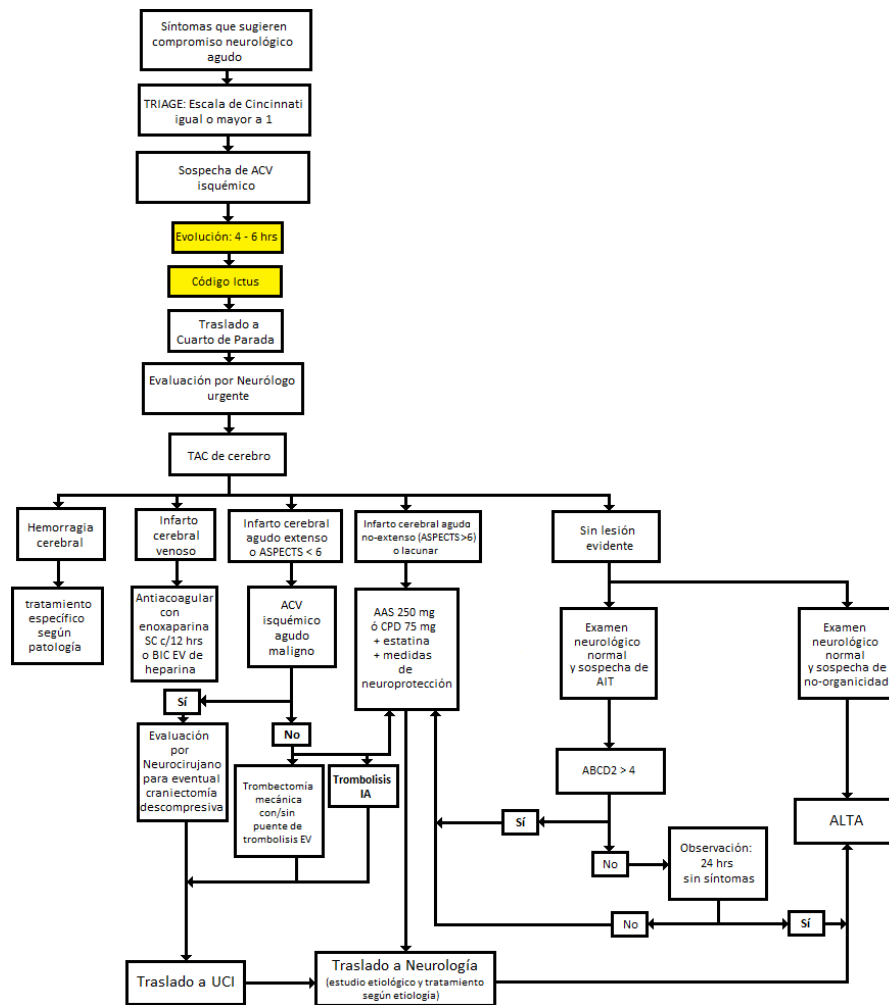 Síntomas que sugieren
compromiso neurológico
agudo
TRIAGE: Escala de Cincinnati
igual o mayor a 1
Sospecha de ACV
isquémico
Evolución: 4 - 6 hrs
Código Ictus
Traslado a
Cuarto de Parada
Evaluación por Neurólogo
urgente
TAC de cerebro
Hemorragia
cerebral
Infarto
cerebral
venoso
Infarto cerebral
agudo extenso
o ASPECTS < 6
Infarto cerebral agudo
no-extenso (ASPECTS >6)
o lacunar
Sin lesión
evidente
tratamiento
específico
según
patología
Antiacoagular
con
enoxaparina
SC c/12 hrs
o BIC EV de
heparina
ACV
isquémico
agudo
maligno
AAS 250 mg
ó CPD 75 mg
+ estatina
+ medidas
de
neuroprotección
Examen
neurológico
normal
y sospecha de
AIT
Examen
neurológico
normal
y sospecha de
no-organicidad
Sí
No
Evaluación
por
Neurocirujano
para eventual
craniectomía
descompresiva
Trombectomía
mecánica
con/sin
puente de
trombolisis EV
Trombolisis
IA
ABCD2 > 4
Sí
No
Observación:
24 hrs
sin síntomas
ALTA
No
Sí
Traslado a UCI
Traslado a Neurología
(estudio etiológico y tratamiento
según etiología)